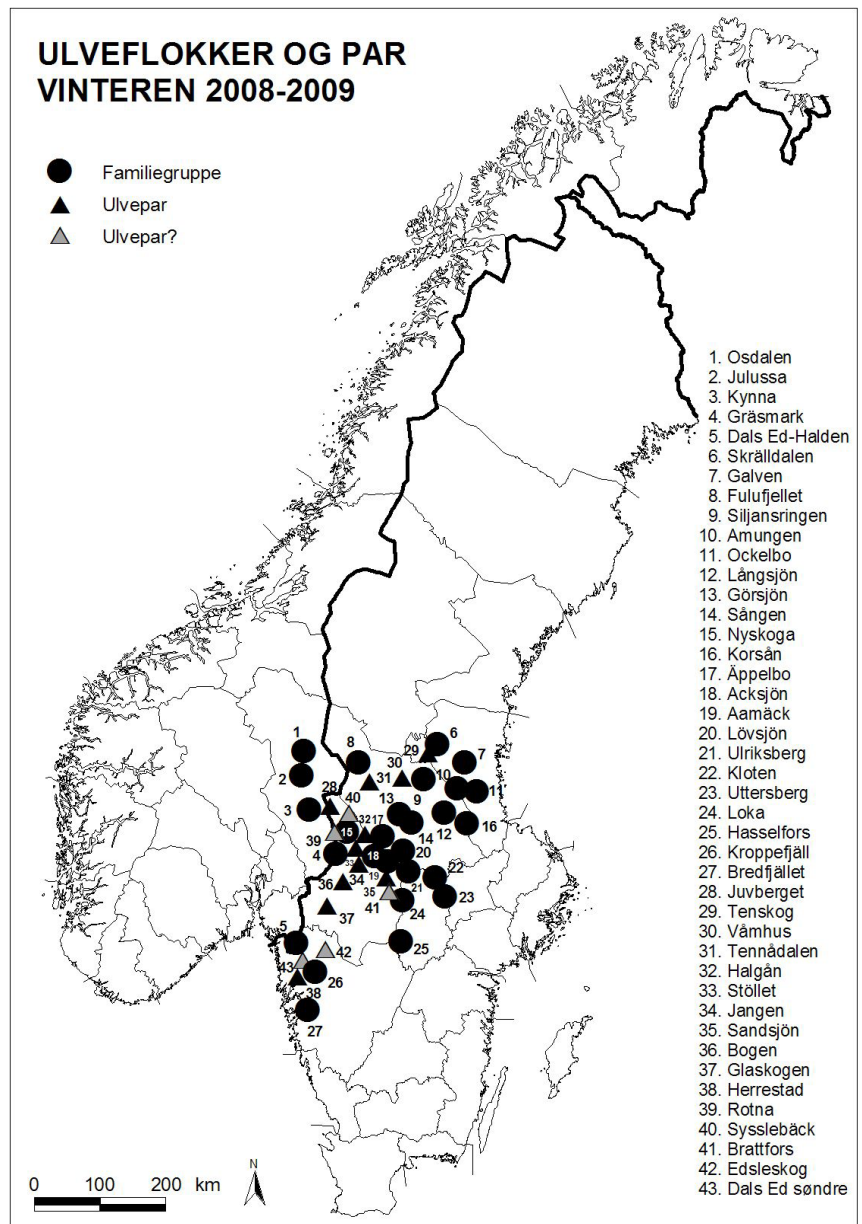 ULVEFLOKKER OG PAR
VINTEREN 2008-2009
Familiegruppe
Ulvepar
Ulvepar?
1. Osdalen
2. Julussa
3. Kynna
4. Gräsmark
5. Dals Ed-Halden
6. Skrälldalen
7. Galven
8. Fulufjellet
9. Siljansringen
10. Amungen
11. Ockelbo
12. Långsjön
13. Görsjön
14. Sången
15. Nyskoga
16. Korsån
17. Äppelbo
18. Acksjön
19. Aamäck
20. Lövsjön
21. Ulriksberg
22. Kloten
23. Uttersberg
24. Loka
25. Hasselfors
26. Kroppefjäll
27. Bredfjället
28. Juvberget
29. Tenskog
30. Våmhus
31. Tennådalen
32. Halgån
33. Stöllet
34. Jangen
35. Sandsjön
36. Bogen
37. Glaskogen
38. Herrestad
39. Rotna
40. Sysslebäck
41. Brattfors
42. Edsleskog
43. Dals Ed søndre
1
2
3
4
5
6
7
8
9
10
11
12
13
14
15
16
17
18
19
20
21
22
23
24
25
26
27
28
29
30
31
32
33
34
35
36
37
38
39
40
41
42
43
N
0 100 200 km